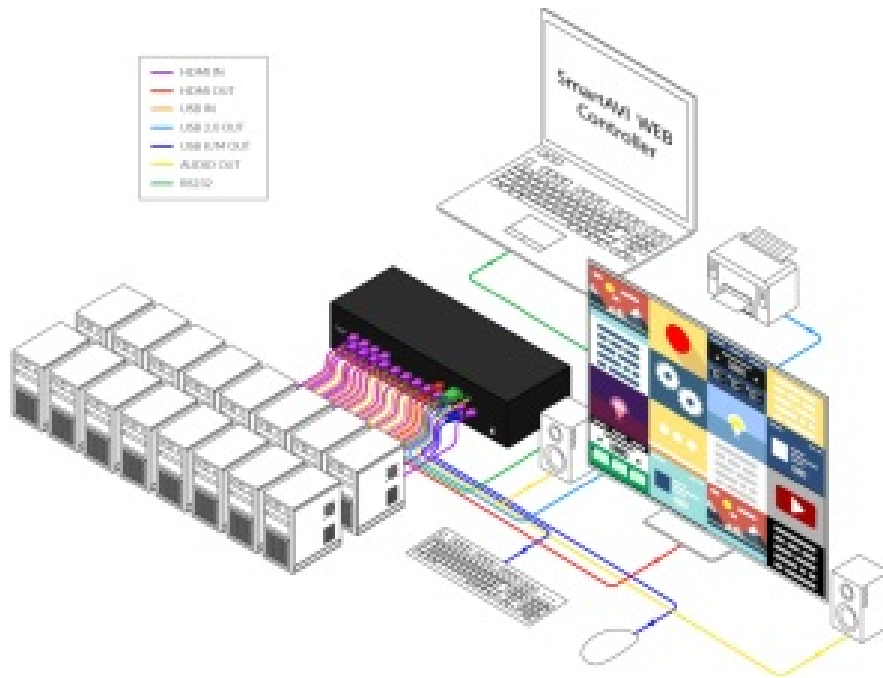 HDMI IN
HDMI OUT
USB IN
USB 2.0 OUT
USB K/M OUT
AUDIO OUT
RS232
SmartAVI WEB
Controller